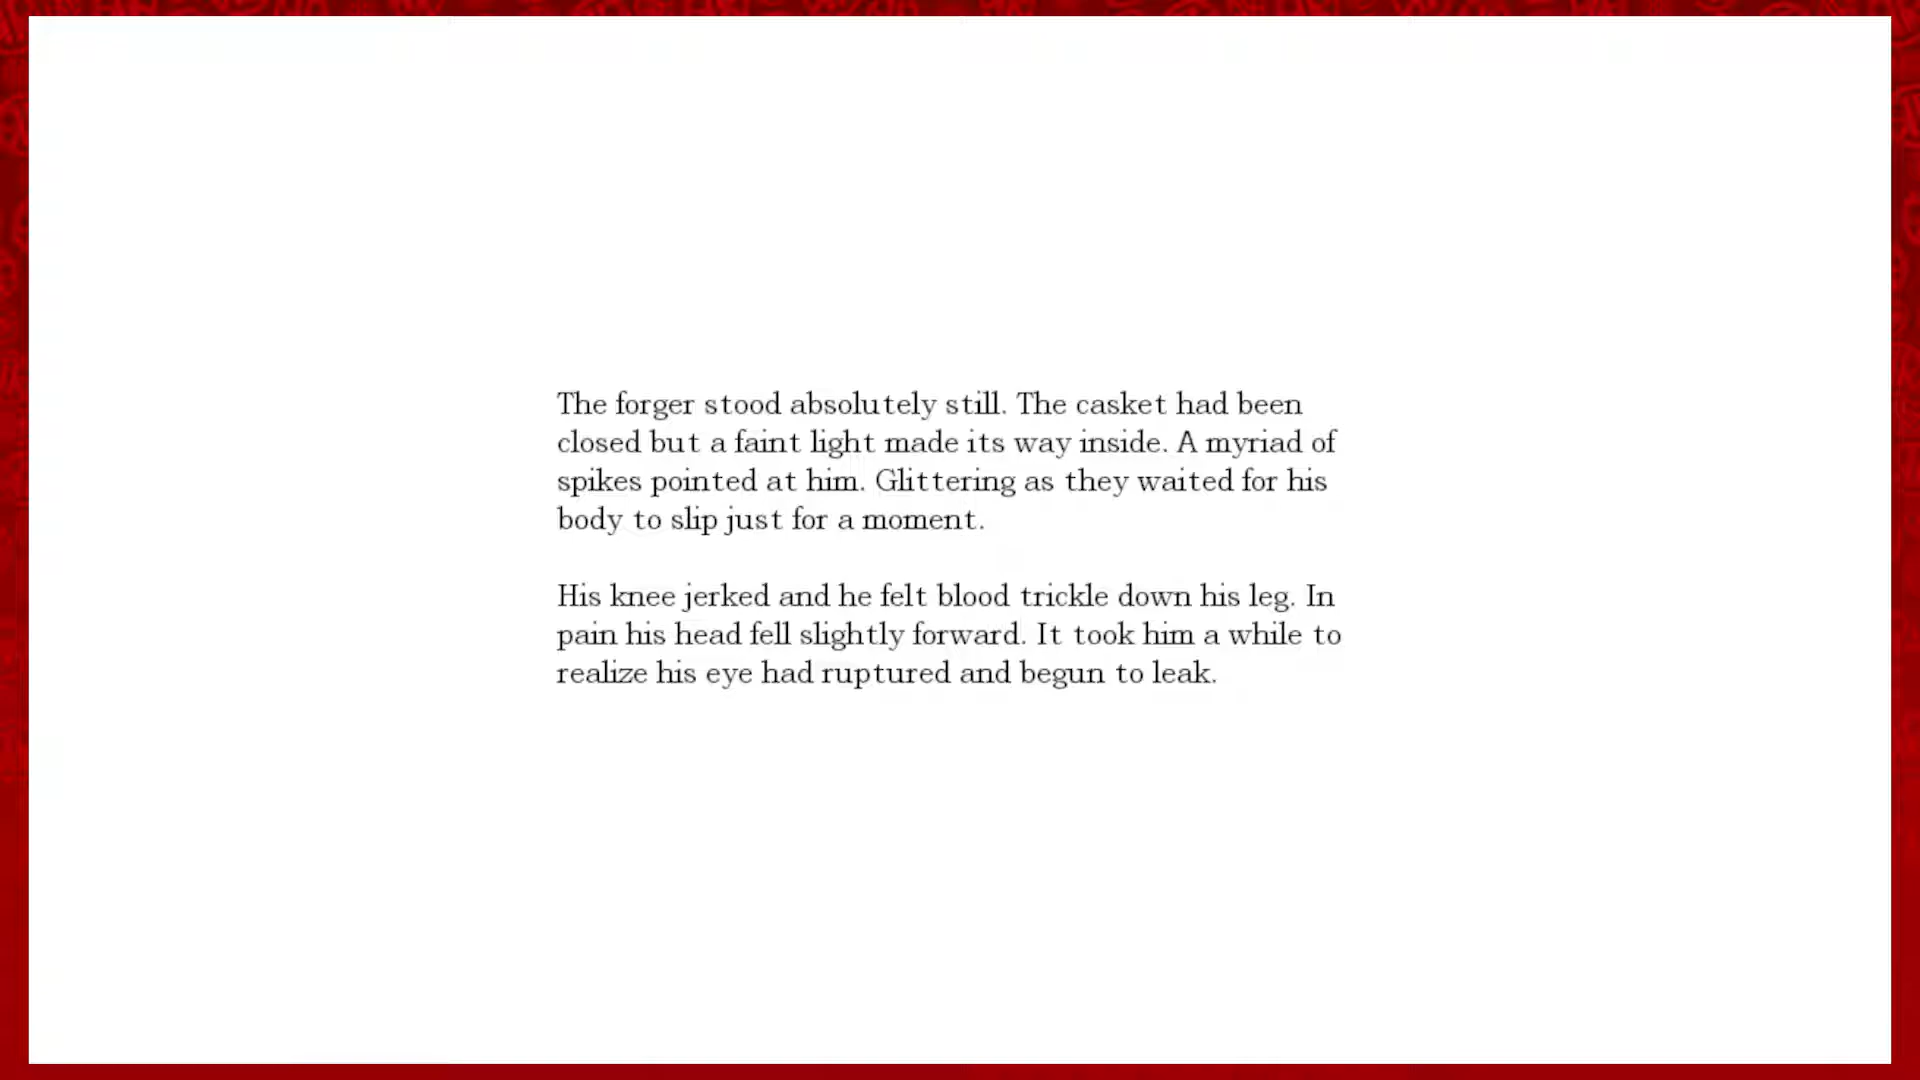 The forger stood absolutely still. The casket had been
closed but a faint light made its way inside. A myriad of
spikes pointed at him. Glittering as they waited for his
body to slip just for a moment.
His knee jerked and he felt blood trickle down his leg. In
pain his head fell slightly forward. It took him a while to
realize his eye had ruptured and begun to leak.